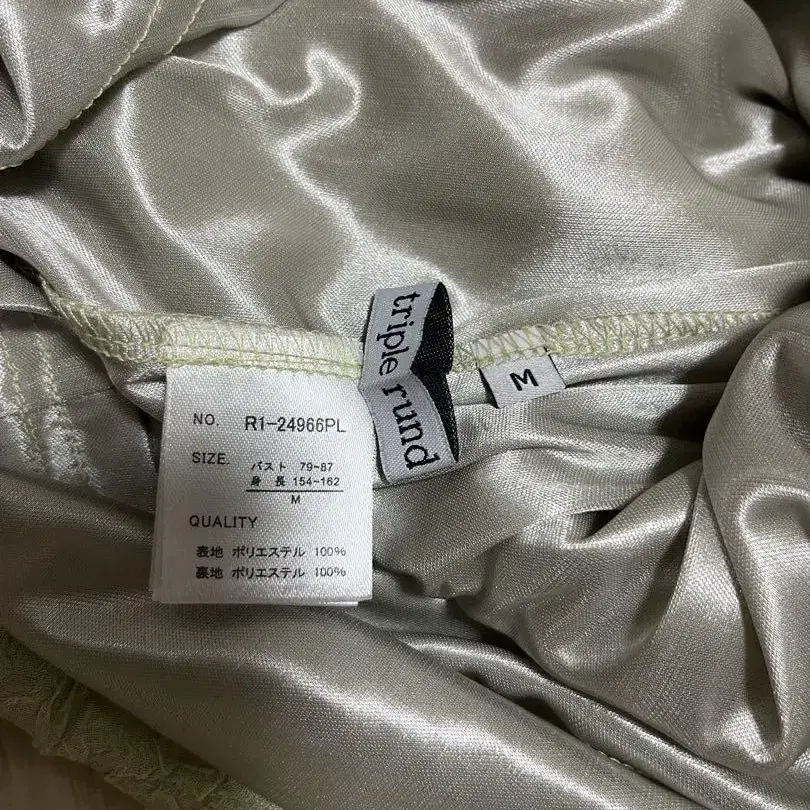 triple rund
M
NO. R1-24966PL
SIZE. バスト 79-87
身 長 154-162
M
QUALITY
表地 ポリエステル 100%
裏地 ポリエステル 100%